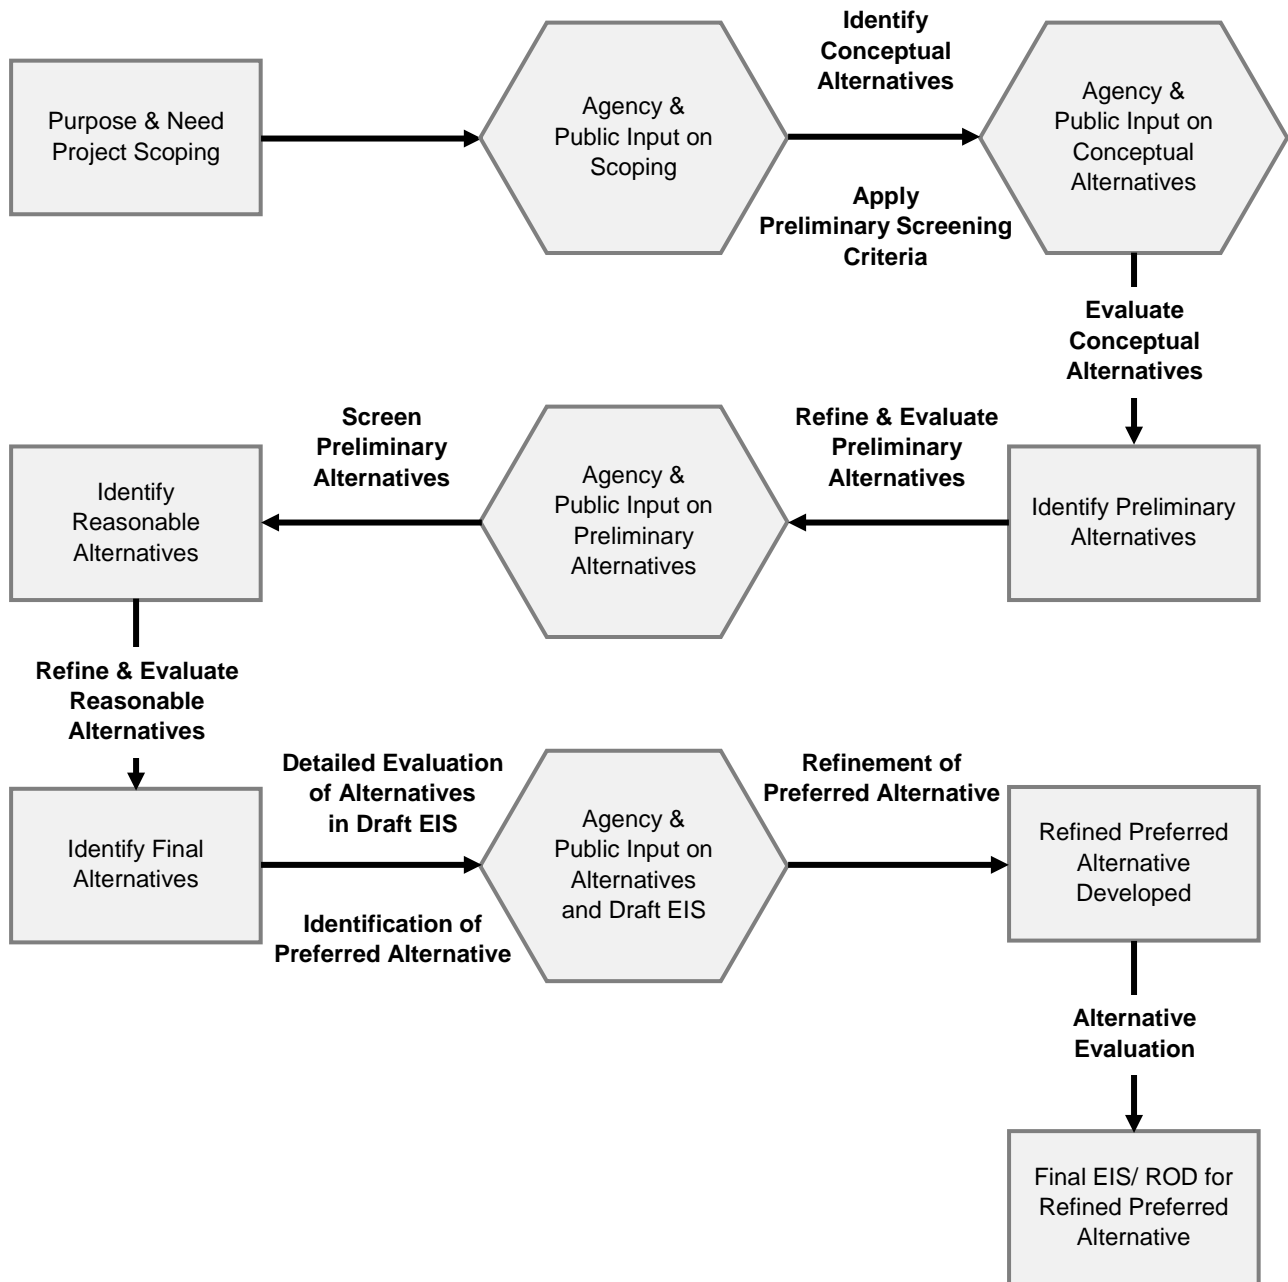 Purpose & Need
Project Scoping
Agency &
Public Input on
Scoping
Identify
Conceptual
Alternatives
Apply
Preliminary Screening
Criteria
Agency &
Public Input on
Conceptual
Alternatives
Evaluate
Conceptual
Alternatives
Identify Preliminary
Alternatives
Refine & Evaluate
Preliminary
Alternatives
Agency &
Public Input on
Preliminary
Alternatives
Screen
Preliminary
Alternatives
Identify
Reasonable
Alternatives
Refine & Evaluate
Reasonable
Alternatives
Identify Final
Alternatives
Detailed Evaluation
of Alternatives
in Draft EIS
Identification of
Preferred Alternative
Agency &
Public Input on
Alternatives
and Draft EIS
Refinement of
Preferred Alternative
Refined Preferred
Alternative
Developed
Alternative
Evaluation
Final EIS/ ROD for
Refined Preferred
Alternative